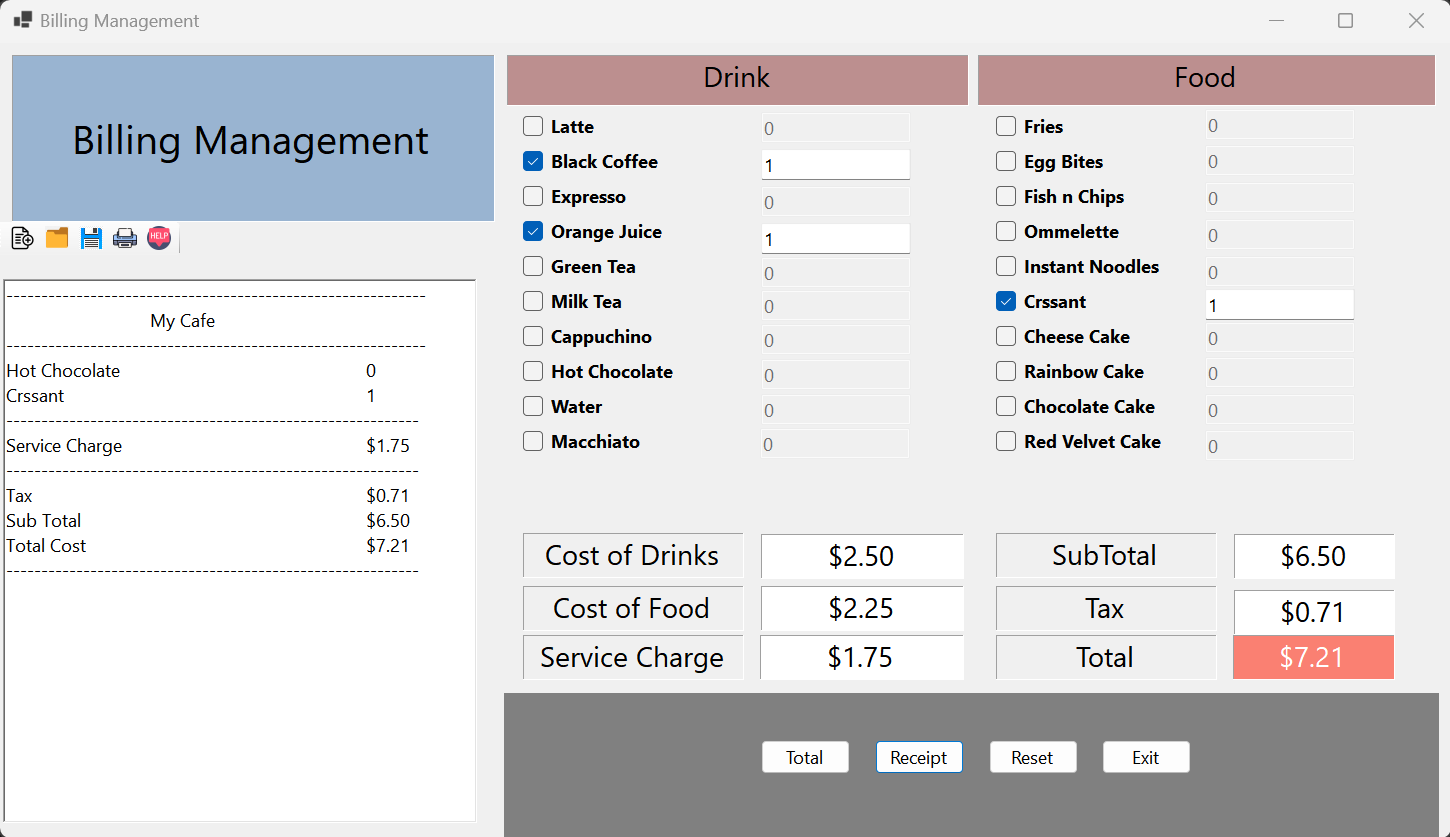 Billing Management
Billing Management
HELP
--------------------------------------------------------------
My Cafe
--------------------------------------------------------------
Hot Chocolate 0
Crssant 1
-------------------------------------------------------------
Service Charge $1.75
-------------------------------------------------------------
Tax $0.71
Sub Total $6.50
Total Cost $7.21
-------------------------------------------------------------
Drink
Latte 0
Black Coffee 1
Expresso 0
Orange Juice 1
Green Tea 0
Milk Tea 0
Cappuchino 0
Hot Chocolate 0
Water 0
Macchiato 0
Food
Fries 0
Egg Bites 0
Fish n Chips 0
Ommelette 0
Instant Noodles 0
Crssant 1
Cheese Cake 0
Rainbow Cake 0
Chocolate Cake 0
Red Velvet Cake 0
Cost of Drinks $2.50
Cost of Food $2.25
Service Charge $1.75
SubTotal $6.50
Tax $0.71
Total $7.21
Total Receipt Reset Exit